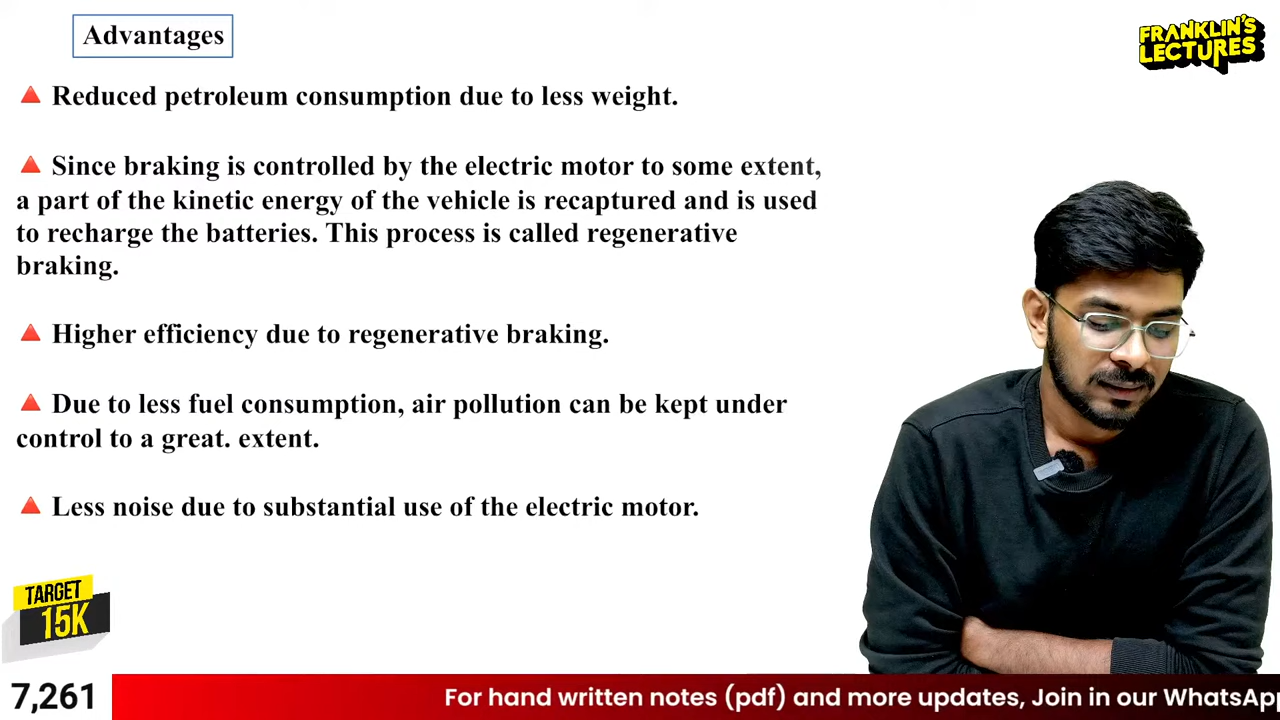 Advantages
FRANKLIN'S
LECTURES
🔺 Reduced petroleum consumption due to less weight.
🔺 Since braking is controlled by the electric motor to some extent,
a part of the kinetic energy of the vehicle is recaptured and is used
to recharge the batteries. This process is called regenerative
braking.
🔺 Higher efficiency due to regenerative braking.
🔺 Due to less fuel consumption, air pollution can be kept under
control to a great. extent.
🔺 Less noise due to substantial use of the electric motor.
TARGET
15K
7,261
For hand written notes (pdf) and more updates, Join in our WhatsAp